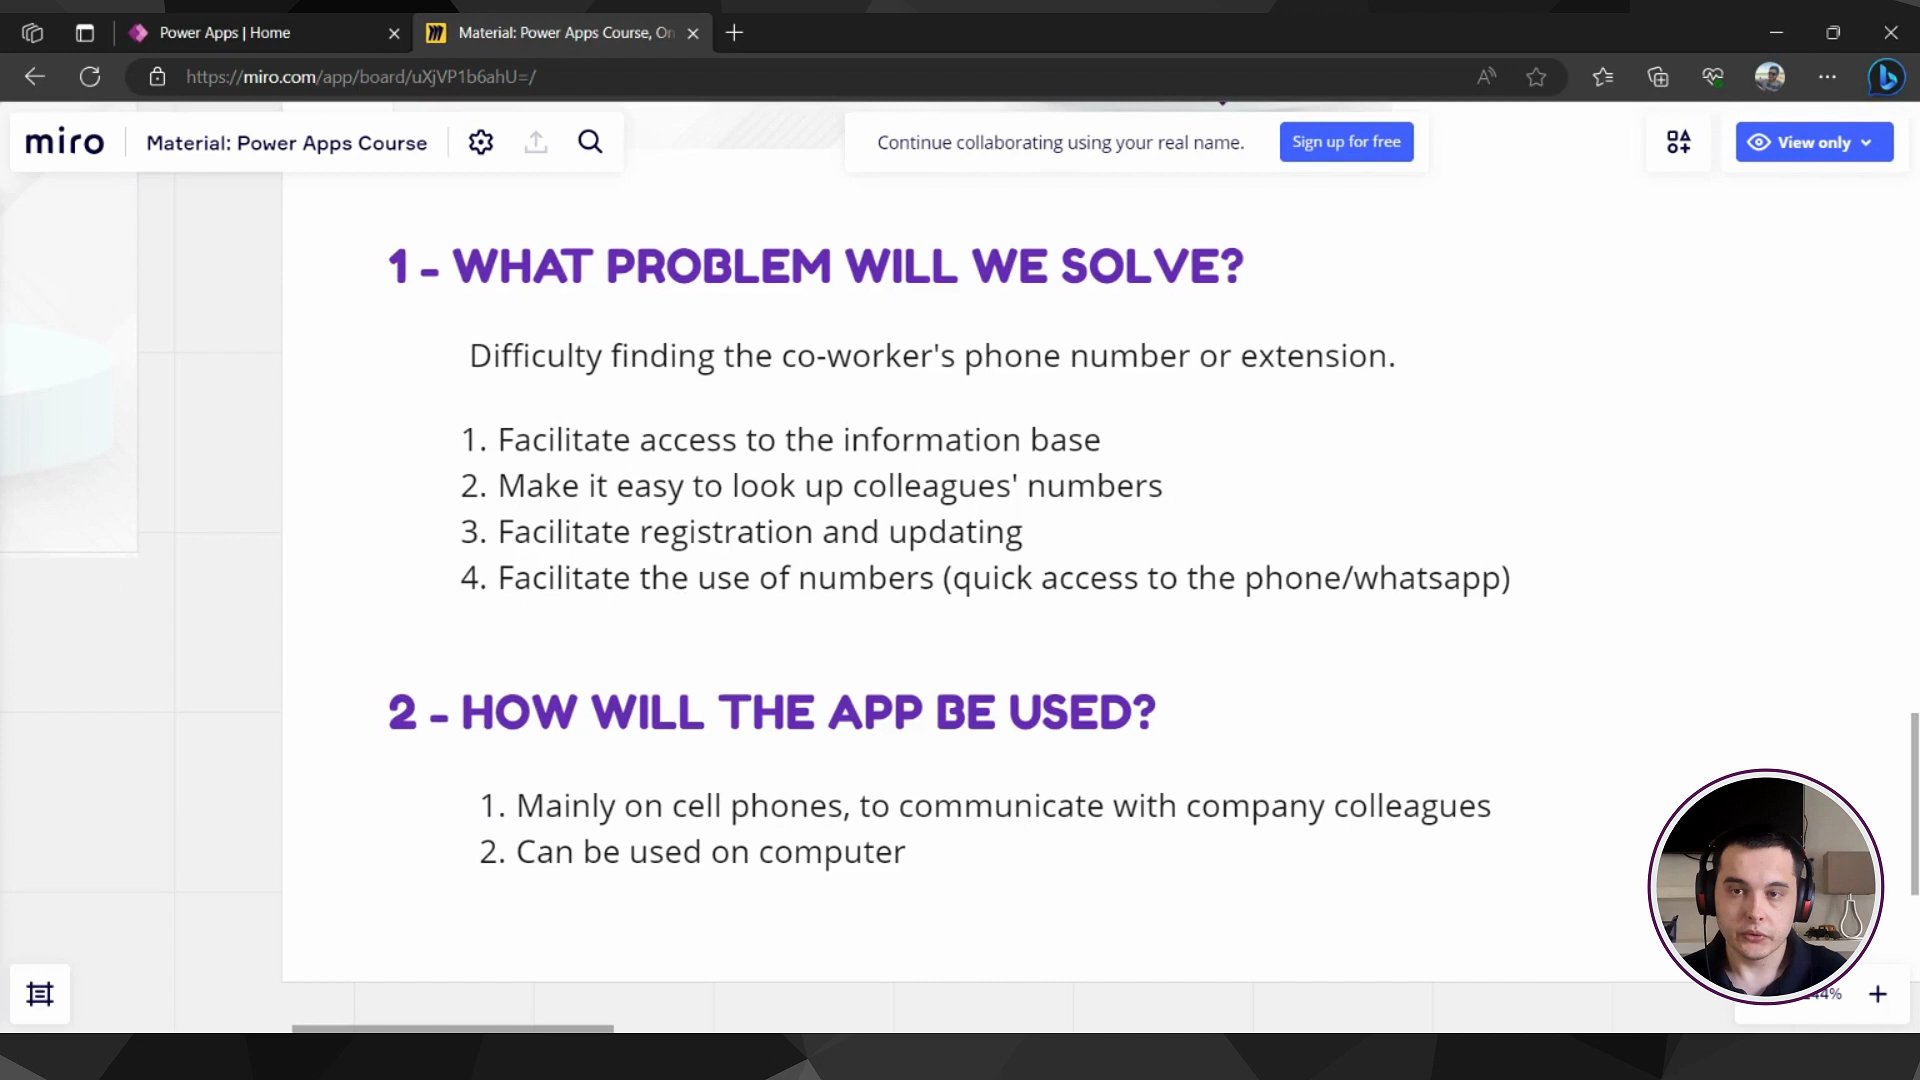 Power Apps | Home
Material: Power Apps Course, On
https://miro.com/app/board/uXjVP1b6ahU=/
miro
Material: Power Apps Course
Continue collaborating using your real name.
Sign up for free
View only
1 - WHAT PROBLEM WILL WE SOLVE?
Difficulty finding the co-worker's phone number or extension.
1. Facilitate access to the information base
2. Make it easy to look up colleagues' numbers
3. Facilitate registration and updating
4. Facilitate the use of numbers (quick access to the phone/whatsapp)
2 - HOW WILL THE APP BE USED?
1. Mainly on cell phones, to communicate with company colleagues
2. Can be used on computer